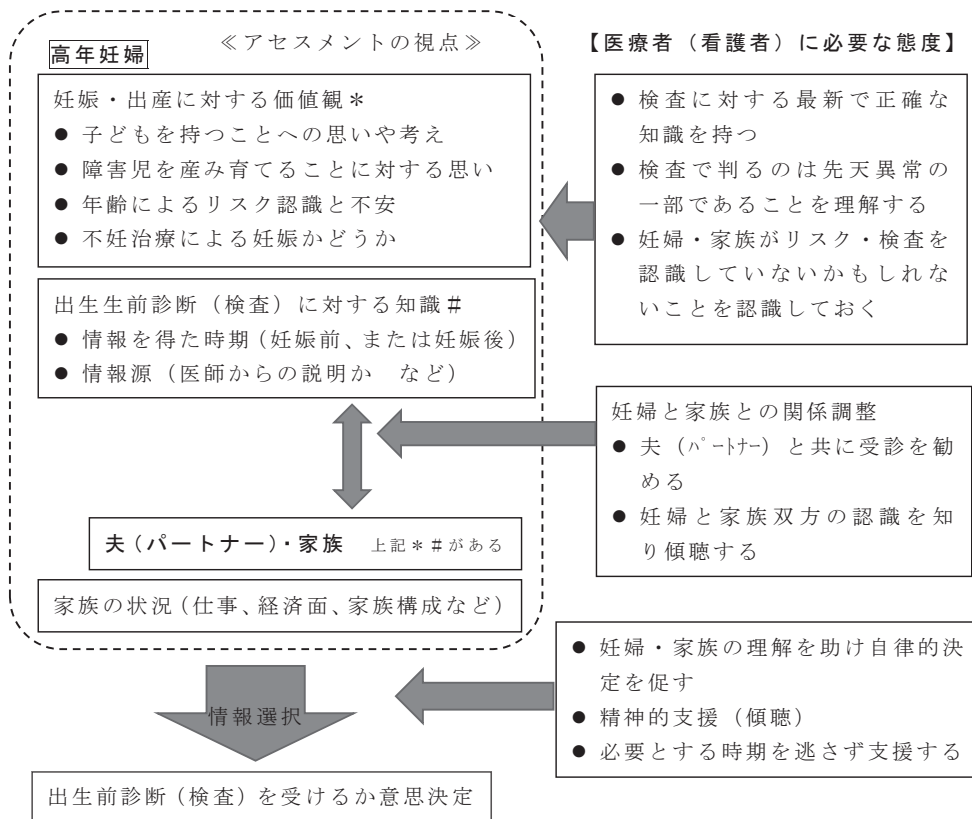 ≪アセスメントの視点≫
高年妊婦
妊娠・出産に対する価値観＊
● 子どもを持つことへの思いや考え
● 障害児を産み育てることに対する思い
● 年齢によるリスク認識と不安
● 不妊治療による妊娠かどうか
出生生前診断（検査）に対する知識＃
● 情報を得た時期（妊娠前、または妊娠後）
● 情報源（医師からの説明か　など）
夫（パートナー）・家族　上記＊＃がある
家族の状況（仕事、経済面、家族構成など）
情報選択
出生前診断（検査）を受けるか意思決定
【医療者（看護者）に必要な態度】
● 検査に対する最新で正確な
知識を持つ
● 検査で判るのは先天異常の
一部であることを理解する
● 妊婦・家族がリスク・検査を
認識していないかもしれな
いことを認識しておく
妊婦と家族との関係調整
● 夫（ﾊﾟｰﾄﾅｰ）と共に受診を勧
める
● 妊婦と家族双方の認識を知
り傾聴する
● 妊婦・家族の理解を助け自律的決
定を促す
● 精神的支援（傾聴）
● 必要とする時期を逃さず支援する